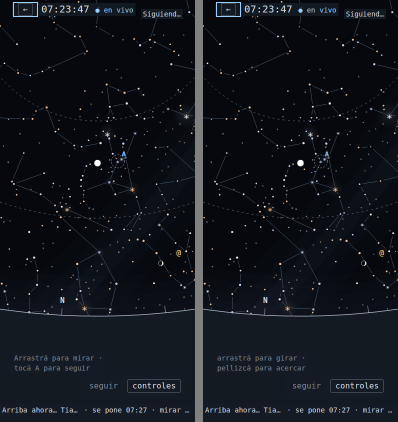 ← 07:23:47 ● en vivo Siguiend…
A
@
N
Arrastrá para mirar ·
tocá A para seguir
seguir controles
Arriba ahora… Tia… · se pone 07:27 · mirar …
← 07:23:47 ● en vivo Siguiend…
A
@
N
arrastrá para girar ·
pellizcá para acercar
seguir controles
Arriba ahora… Tia… · se pone 07:27 · mirar …